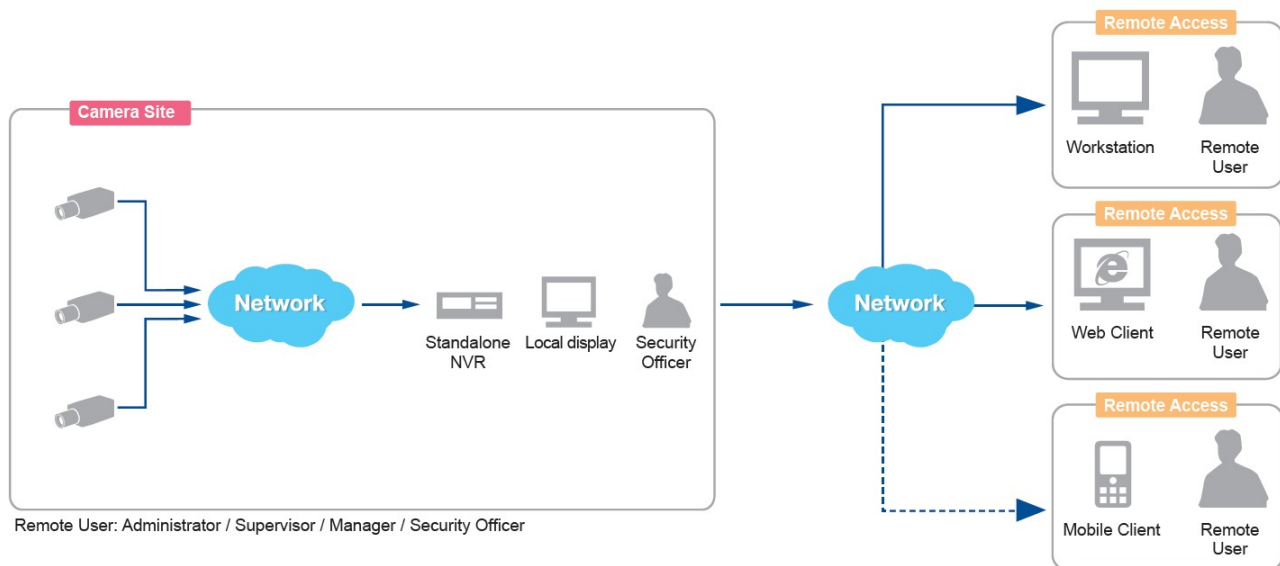 Camera Site
Network
Standalone
NVR
Local display
Security
Officer
Remote User: Administrator / Supervisor / Manager / Security Officer
Network
Remote Access
Workstation
Remote
User
Remote Access
Web Client
Remote
User
Remote Access
Mobile Client
Remote
User